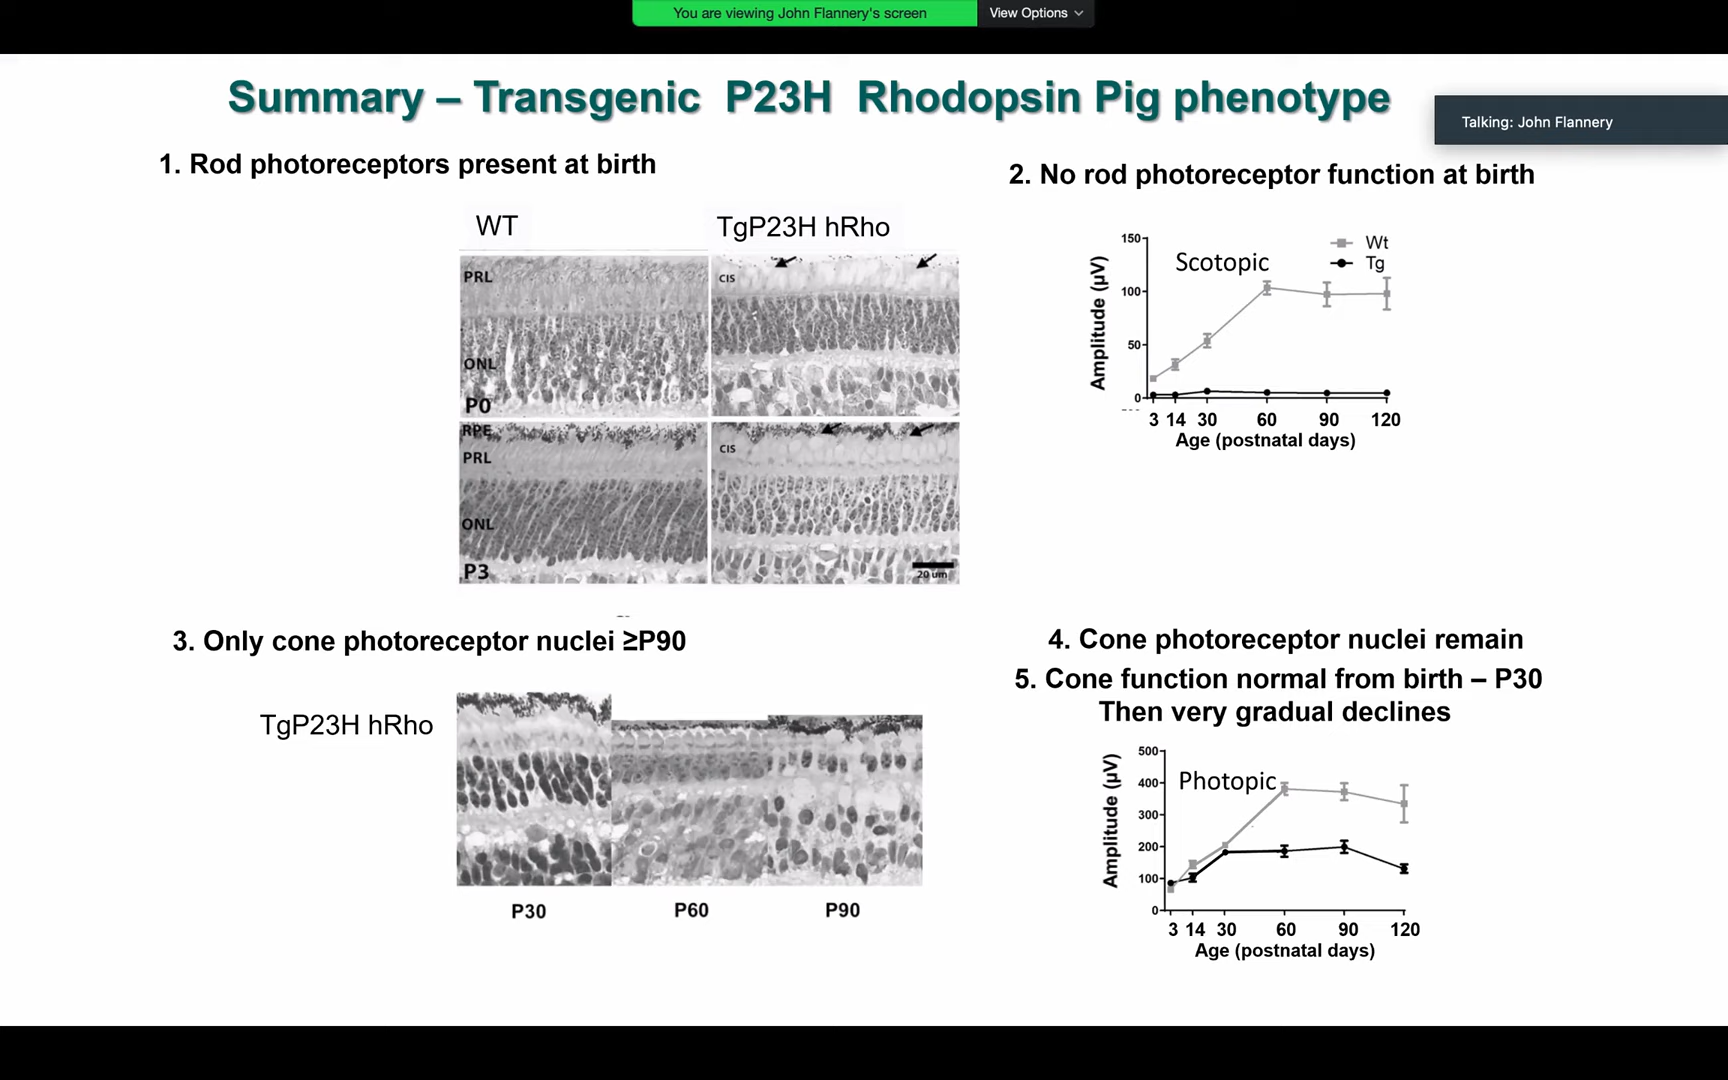 You are viewing John Flannery's screen
View Options
Summary – Transgenic P23H Rhodopsin Pig phenotype
Talking: John Flannery
1. Rod photoreceptors present at birth
WT
TgP23H hRho
PRL
ONL
P0
CIS
RPE
PRL
ONL
P3
CIS
20 um
2. No rod photoreceptor function at birth
Scotopic
Wt
Tg
Amplitude (µV)
150
100
50
0
3 14 30 60 90 120
Age (postnatal days)
3. Only cone photoreceptor nuclei ≥P90
TgP23H hRho
P30
P60
P90
4. Cone photoreceptor nuclei remain
5. Cone function normal from birth – P30
Then very gradual declines
Photopic
Amplitude (µV)
500
400
300
200
100
0
3 14 30 60 90 120
Age (postnatal days)